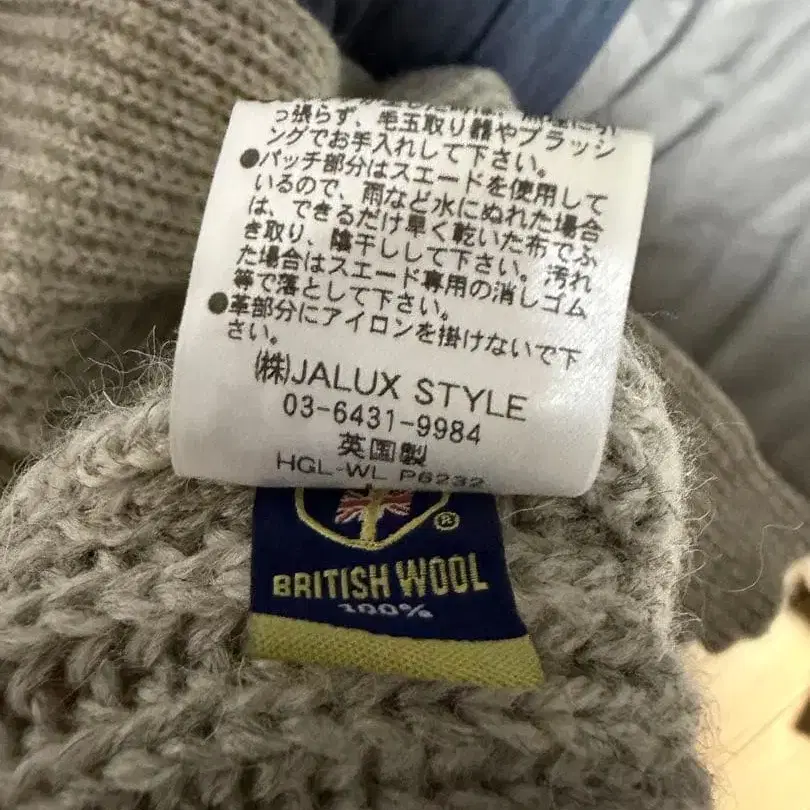 っ張らず、毛玉取り器やブラッシ
ングでお手入れして下さい。
●パッチ部分はスエードを使用して
いるので、雨など水にぬれた場合
は、できるだけ早く乾いた布でふ
き取り、陰干しして下さい。汚れ
た場合はスエード専用の消しゴム
等で落として下さい。
●革部分にアイロンを掛けないで下
さい。
(株)JALUX STYLE
03-6431-9984
英国製
HGL-WL P6232
®
BRITISH WOOL
100%